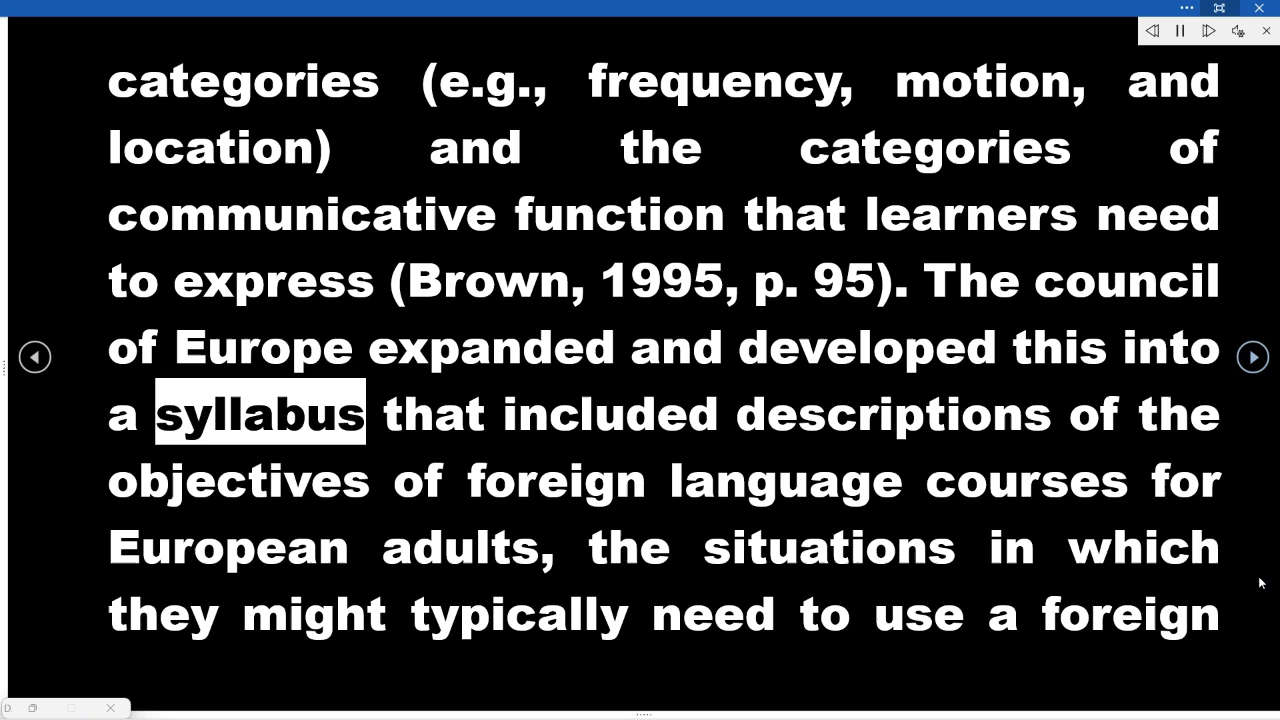 categories (e.g., frequency, motion, and
location) and the categories of
communicative function that learners need
to express (Brown, 1995, p. 95). The council
of Europe expanded and developed this into
a syllabus that included descriptions of the
objectives of foreign language courses for
European adults, the situations in which
they might typically need to use a foreign
D